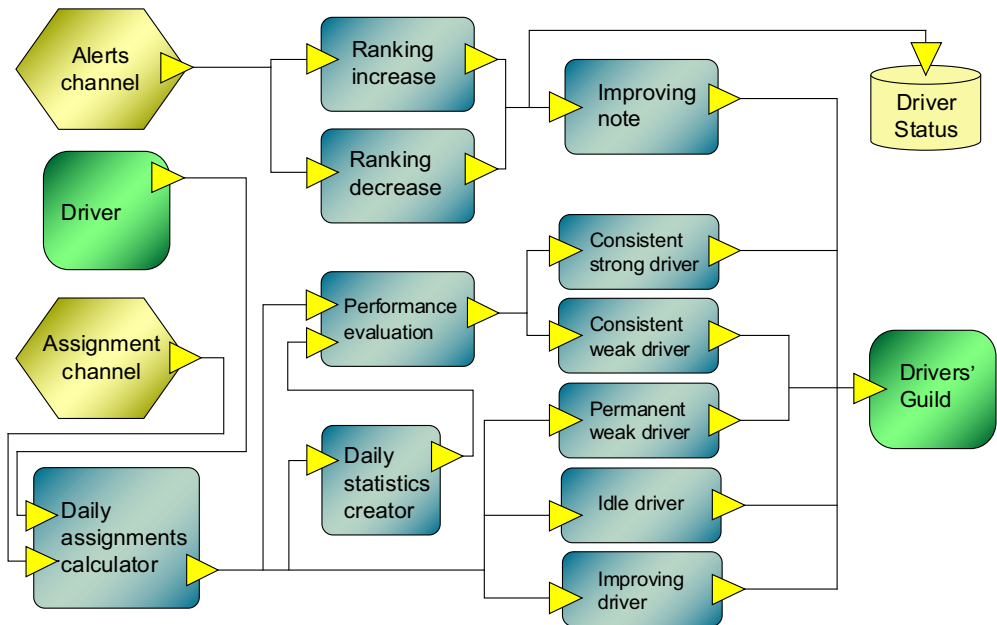 Alerts
channel
Ranking
increase
Ranking
decrease
Improving
note
Driver
Status
Driver
Consistent
strong driver
Performance
evaluation
Consistent
weak driver
Assignment
channel
Drivers’
Guild
Permanent
weak driver
Daily
statistics
creator
Idle driver
Daily
assignments
calculator
Improving
driver